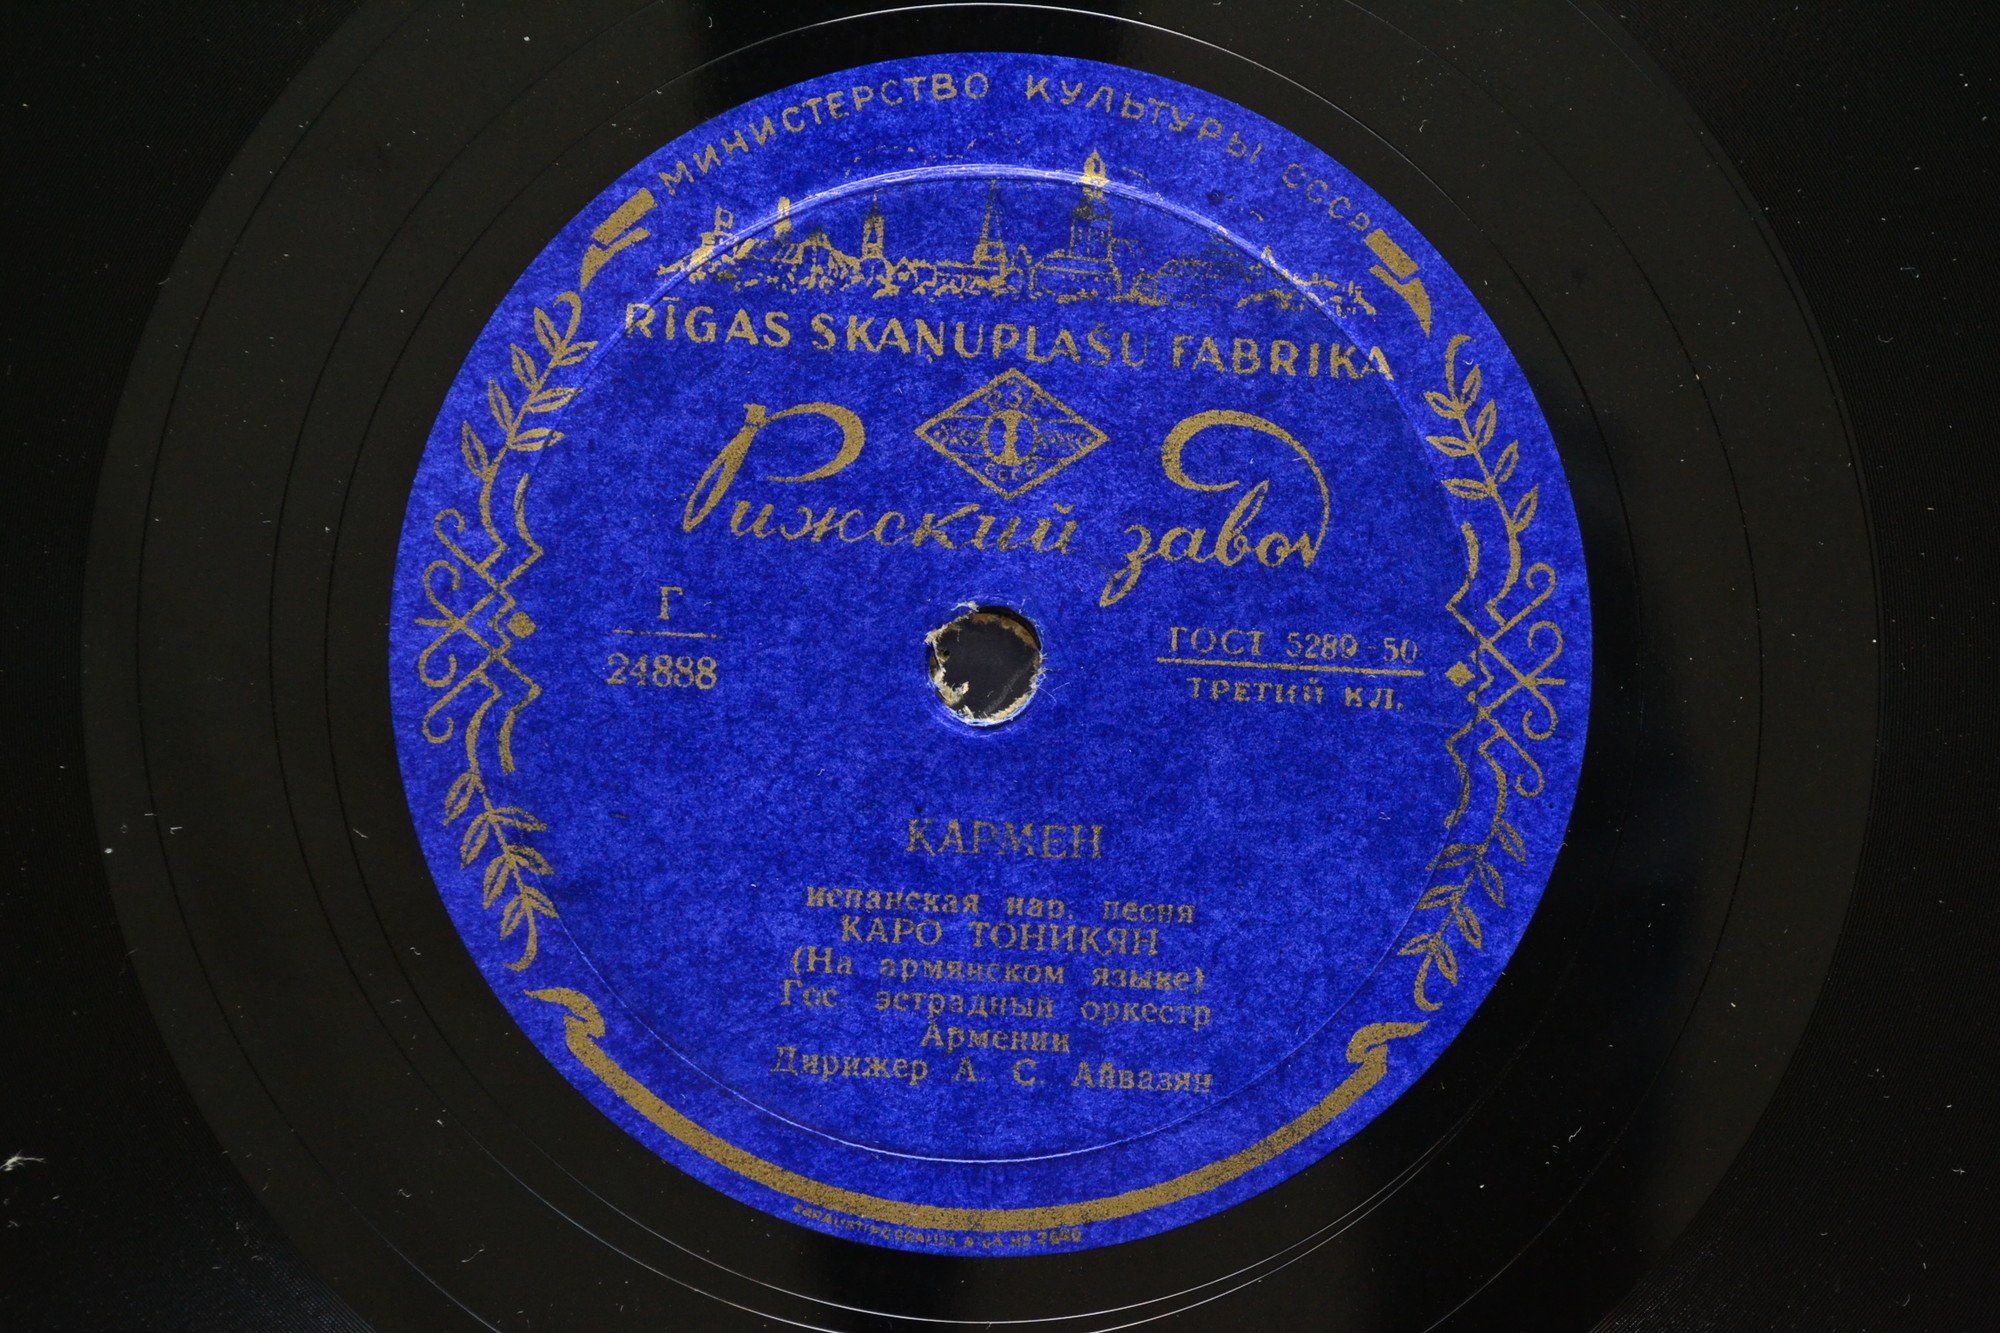 МИНИСТЕРСТВО КУЛЬТУРЫ СССР
RĪGAS SKAŅUPLAŠU FABRIKA
Рижский завод
Г
24888
ГОСТ 5289-50
ТРЕТИЙ КЛ.
КАРМЕН
испанская нар. песня
КАРО ТОНИКЯН
(На армянском языке)
Гос. эстрадный оркестр
Армении
Дирижер А. С. Айвазян